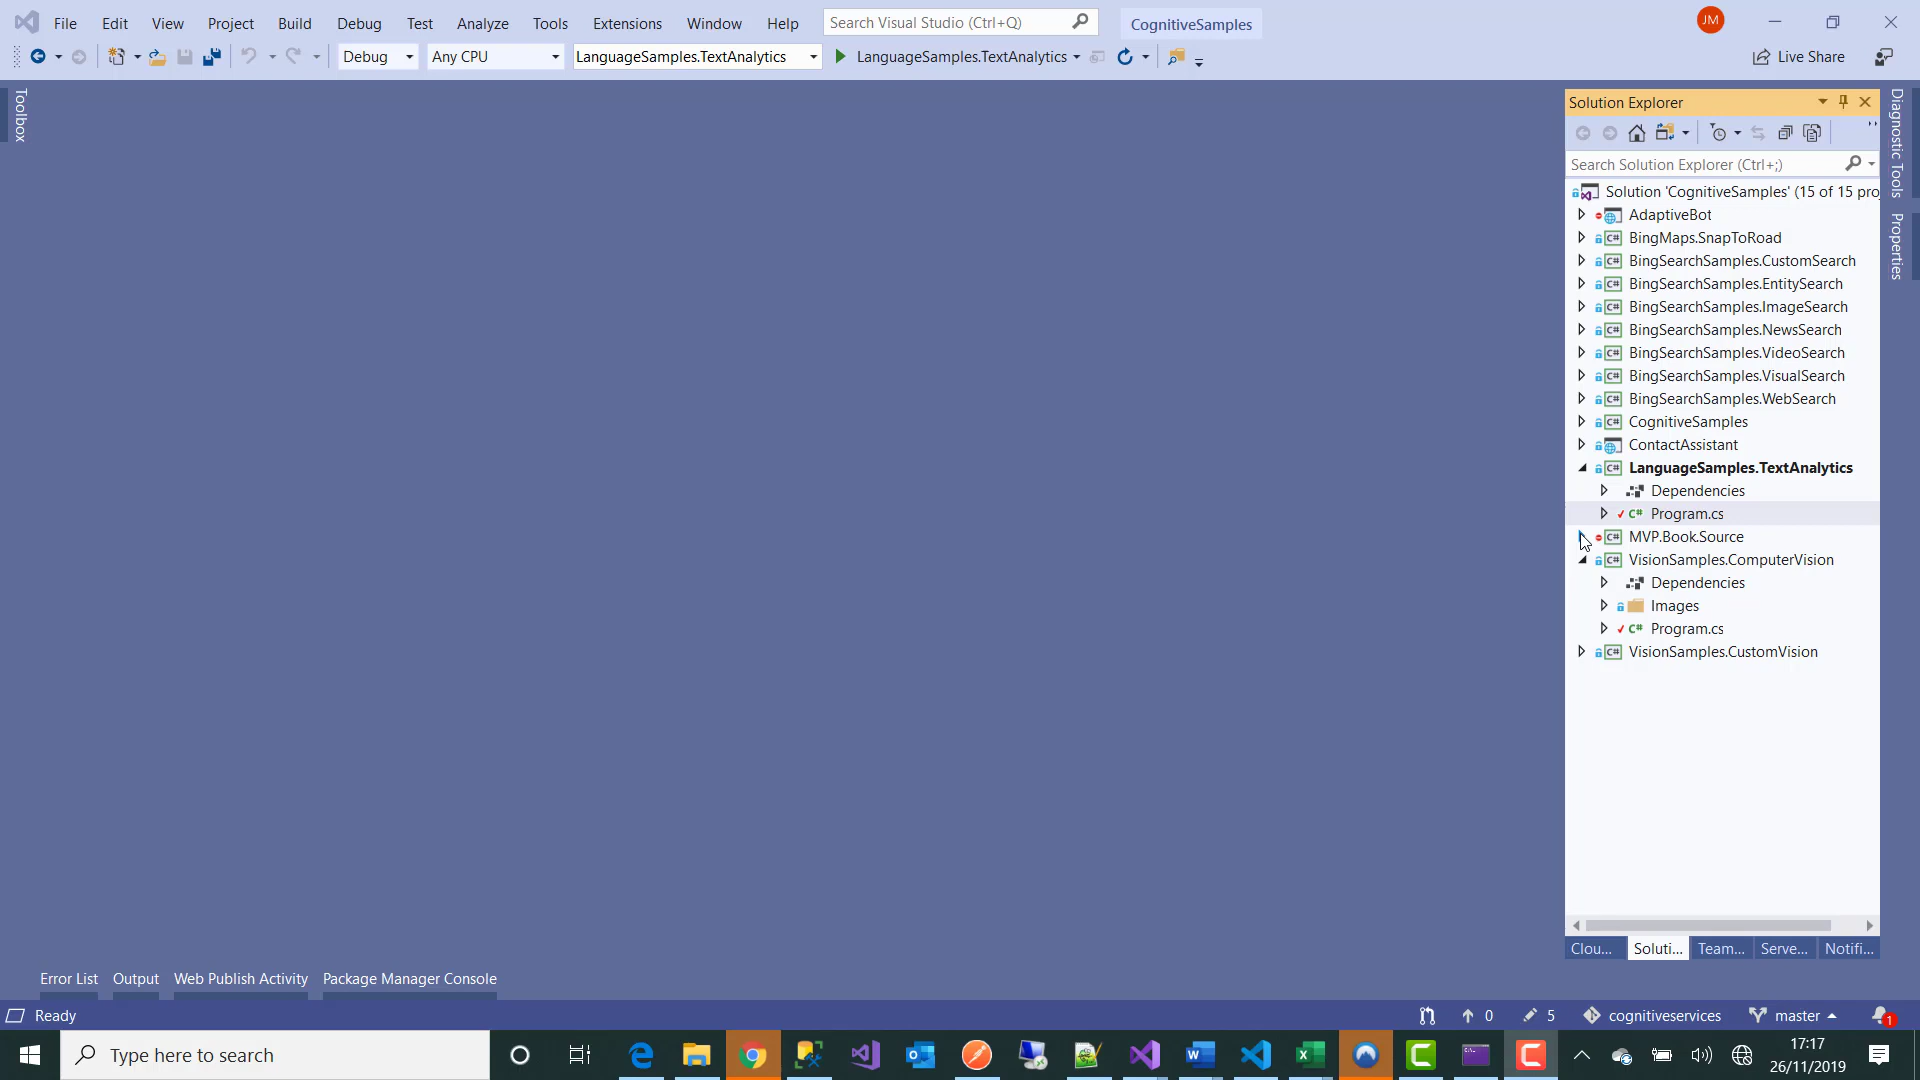 File Edit View Project Build Debug Test Analyze Tools Extensions Window Help Search Visual Studio (Ctrl+Q) CognitiveSamples JM
Debug Any CPU LanguageSamples.TextAnalytics LanguageSamples.TextAnalytics Live Share
Toolbox
Solution Explorer
Search Solution Explorer (Ctrl+;)
Solution 'CognitiveSamples' (15 of 15 proj
AdaptiveBot
BingMaps.SnapToRoad
BingSearchSamples.CustomSearch
BingSearchSamples.EntitySearch
BingSearchSamples.ImageSearch
BingSearchSamples.NewsSearch
BingSearchSamples.VideoSearch
BingSearchSamples.VisualSearch
BingSearchSamples.WebSearch
CognitiveSamples
ContactAssistant
LanguageSamples.TextAnalytics
Dependencies
C# Program.cs
MVP.Book.Source
VisionSamples.ComputerVision
Dependencies
Images
C# Program.cs
VisionSamples.CustomVision
Diagnostic Tools
Properties
Clou... Soluti... Team... Serve... Notifi...
Error List Output Web Publish Activity Package Manager Console
Ready 0 5 cognitiveservices master 1
Type here to search 17:17
26/11/2019